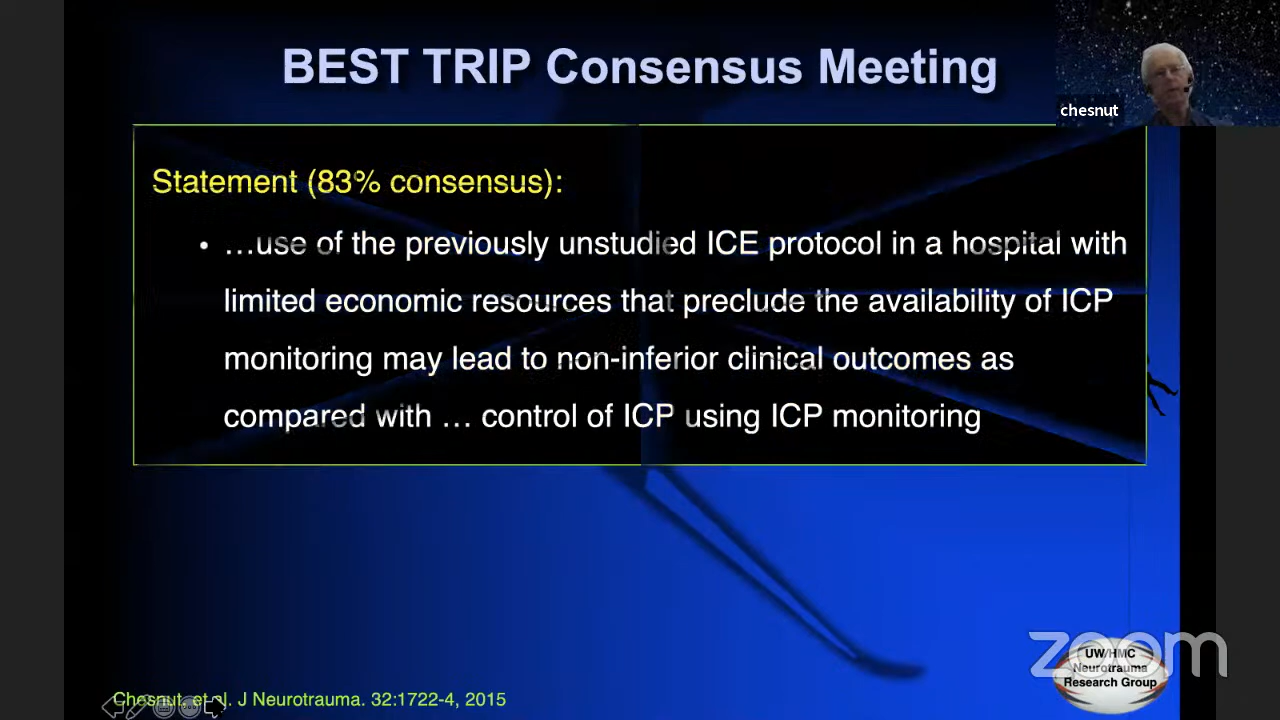 BEST TRIP Consensus Meeting
chesnut
Statement (83% consensus):
• …use of the previously unstudied ICE protocol in a hospital with
limited economic resources that preclude the availability of ICP
monitoring may lead to non-inferior clinical outcomes as
compared with … control of ICP using ICP monitoring
zoom
UW/HMC
Neurotrauma
Research Group
Chesnut, et al. J Neurotrauma. 32:1722-4, 2015